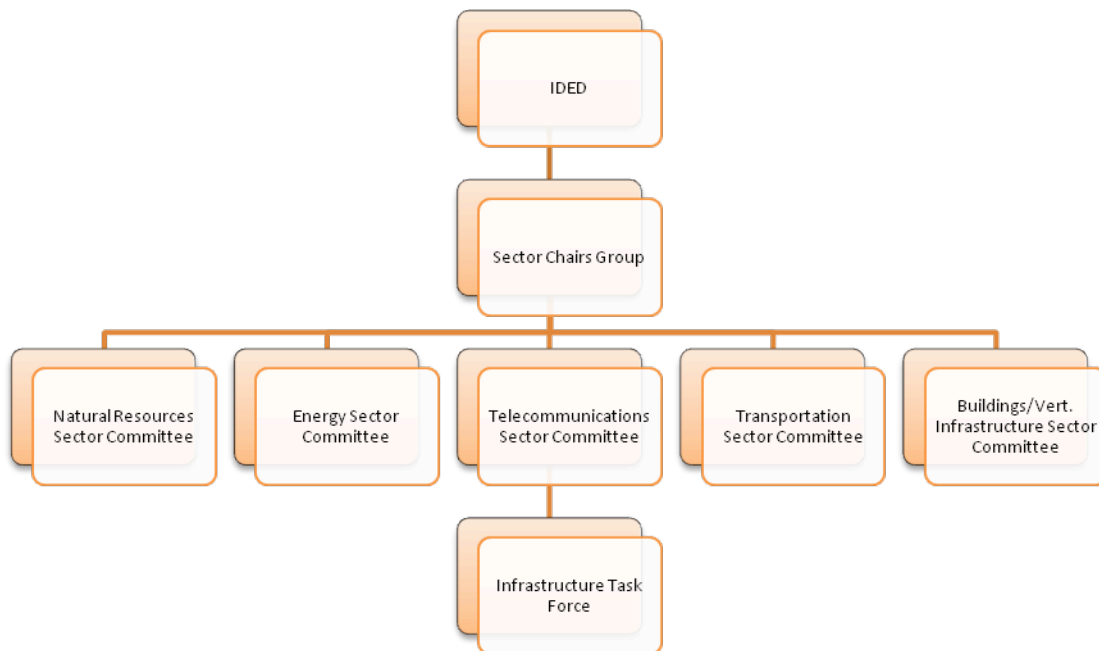 IDED
Sector Chairs Group
Natural Resources
Sector Committee
Energy Sector
Committee
Telecommunications
Sector Committee
Transportation
Sector Committee
Buildings/Vert.
Infrastructure Sector
Committee
Infrastructure Task
Force